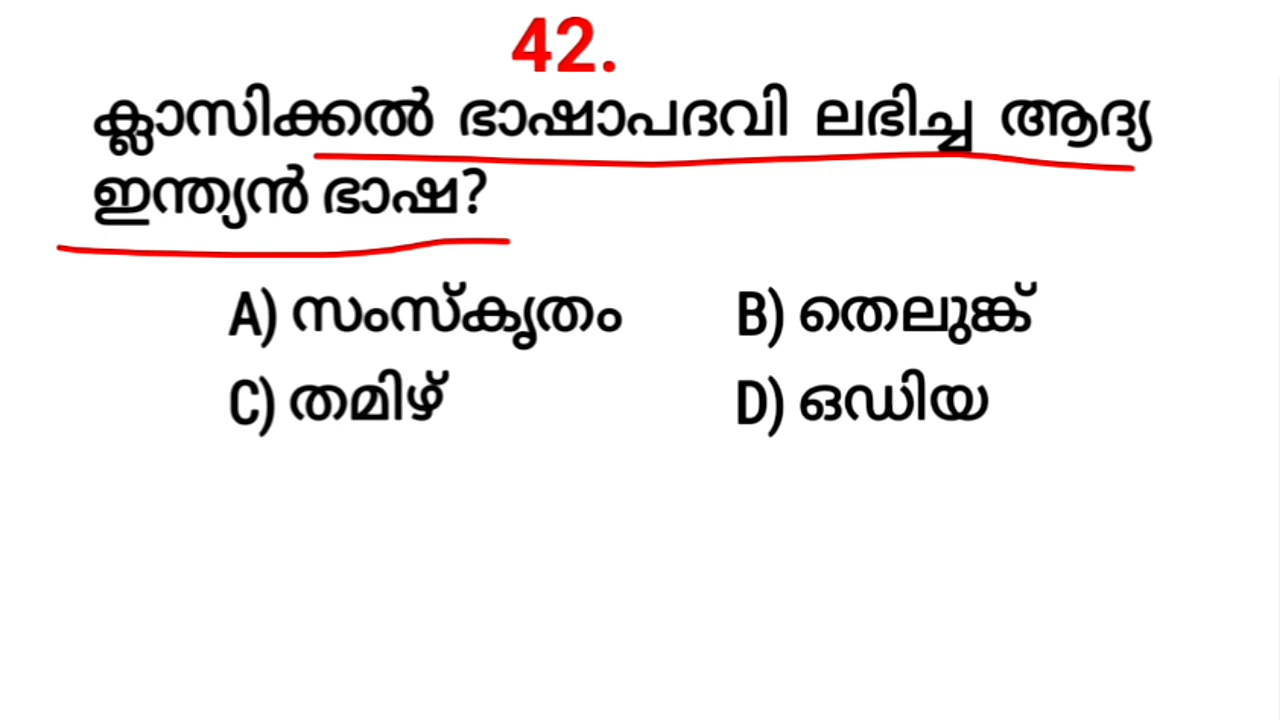 42.
ക്ലാസിക്കൽ ഭാഷാപദവി ലഭിച്ച ആദ്യ
ഇന്ത്യൻ ഭാഷ?
A) സംസ്കൃതം B) തെലുങ്ക്
C) തമിഴ് D) ഒഡിയ